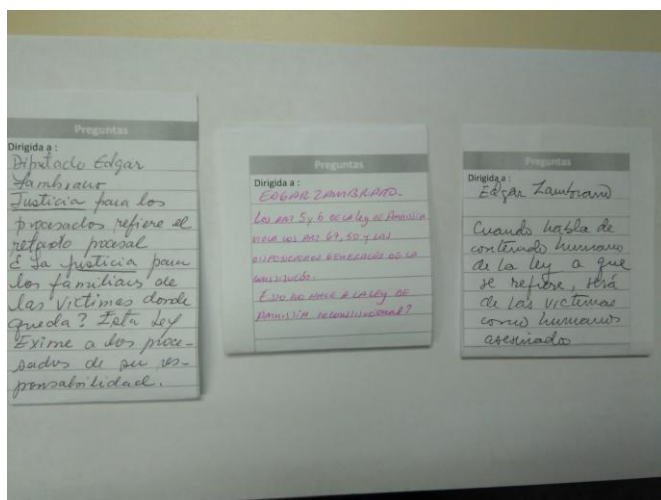 Preguntas
Dirigida a :
Diputado Edgar
Zambrano
Justicia para los
procesados refiere el
retardo procesal
É la justicia para
los familiars de
las victimas donde
queda? Esta Ley
Exime a los proce-
sados de su res-
ponsabilidad.
Preguntas
Dirigida a :
EDGAR ZAMBRANO.
LOS ART 5 y 6 DE LA LEY DE AMNISTIA
VIOLA LOS ART 67, 50 y LAS
DISPOSICIONES GENERALES DE LA
CONSTITUCIÓN.
ESTO NO HACE A LA LEY DE
AMNISTIA INCONSTITUCIONAL?
Preguntas
Dirigida a :
Edgar Zambrano
Cuando habla de
contenido humano
de la ley a que
se refiere, será
de las victimas
como humanos
asesinados